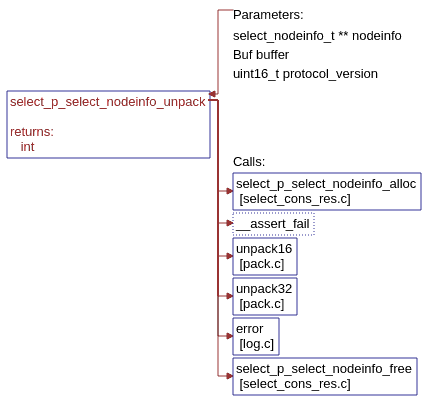 Parameters:
select_nodeinfo_t ** nodeinfo
Buf buffer
uint16_t protocol_version
select_p_select_nodeinfo_unpack
returns:
int
Calls:
select_p_select_nodeinfo_alloc
[select_cons_res.c]
__assert_fail
unpack16
[pack.c]
unpack32
[pack.c]
error
[log.c]
select_p_select_nodeinfo_free
[select_cons_res.c]